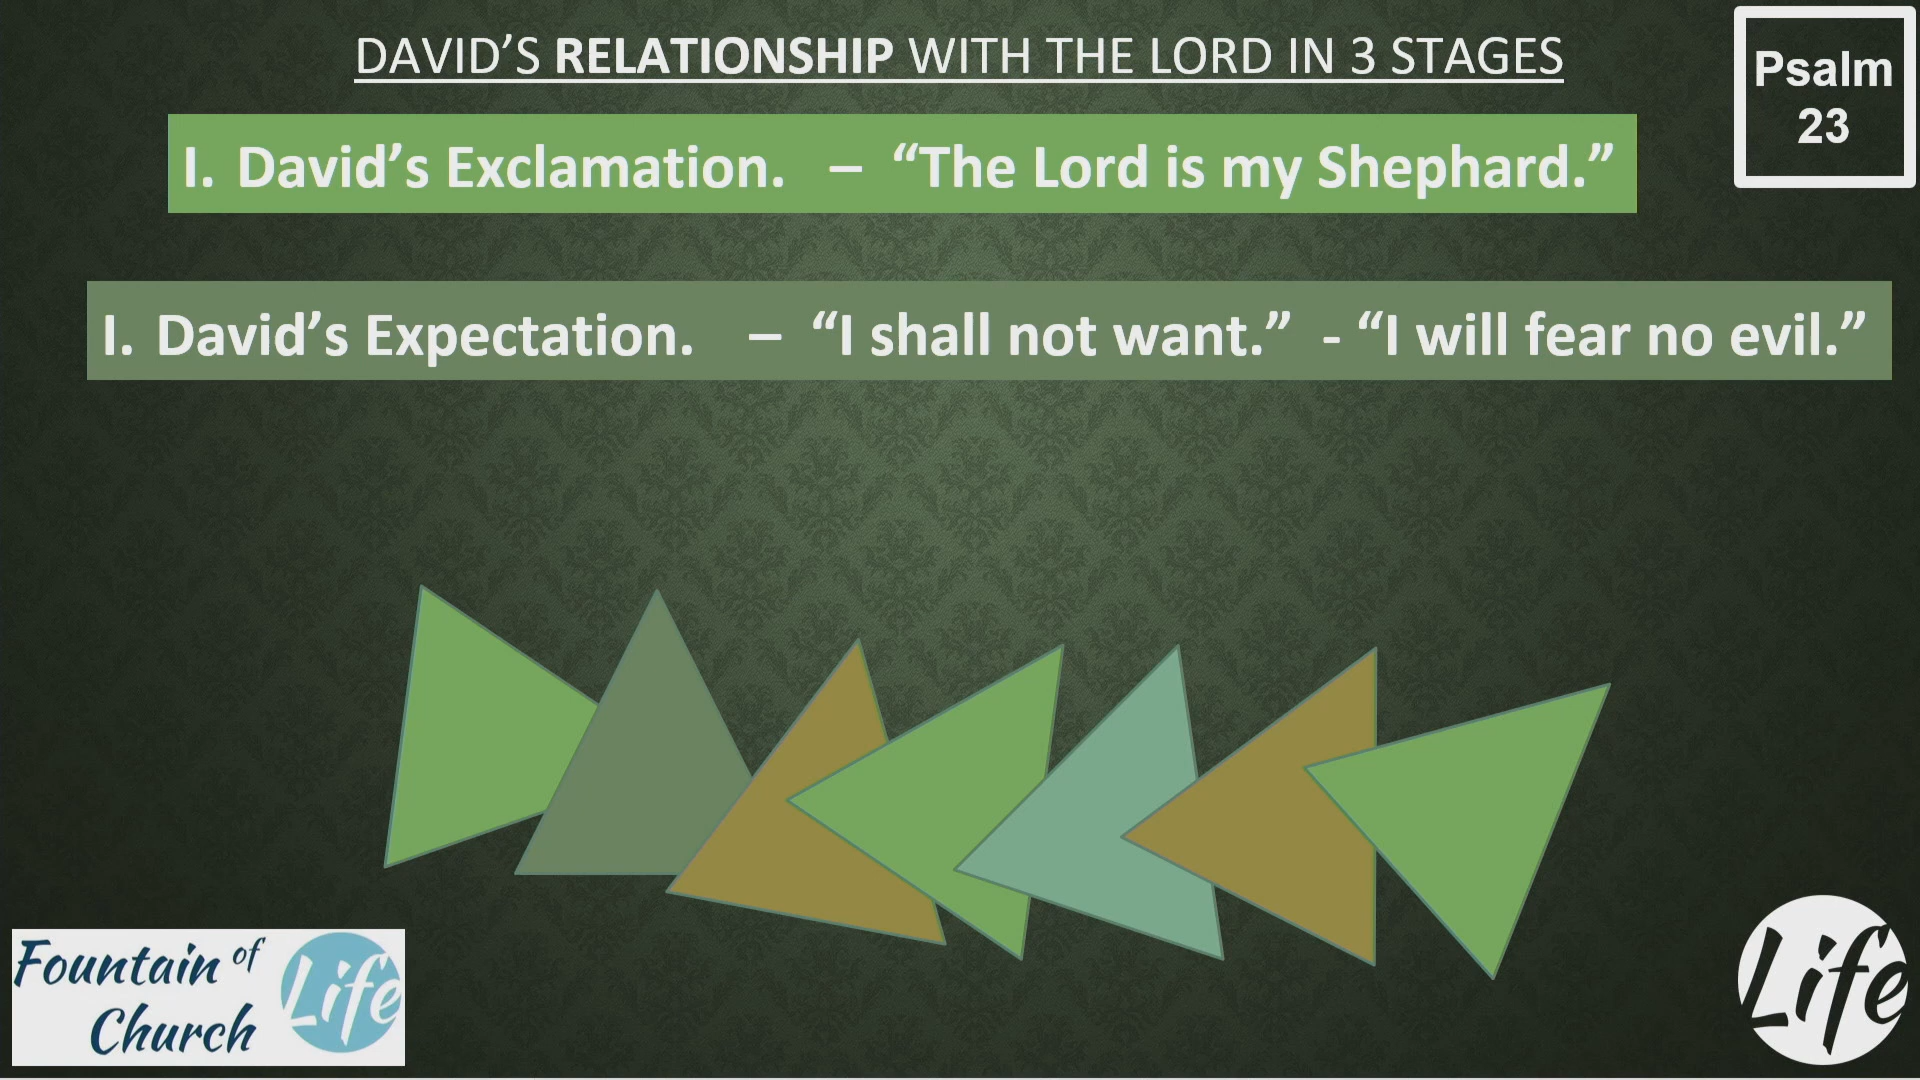 DAVID’S RELATIONSHIP WITH THE LORD IN 3 STAGES
Psalm
23
I. David’s Exclamation. – “The Lord is my Shephard.”
I. David’s Expectation. – “I shall not want.” - “I will fear no evil.”
Fountain of
Church
Life
Life